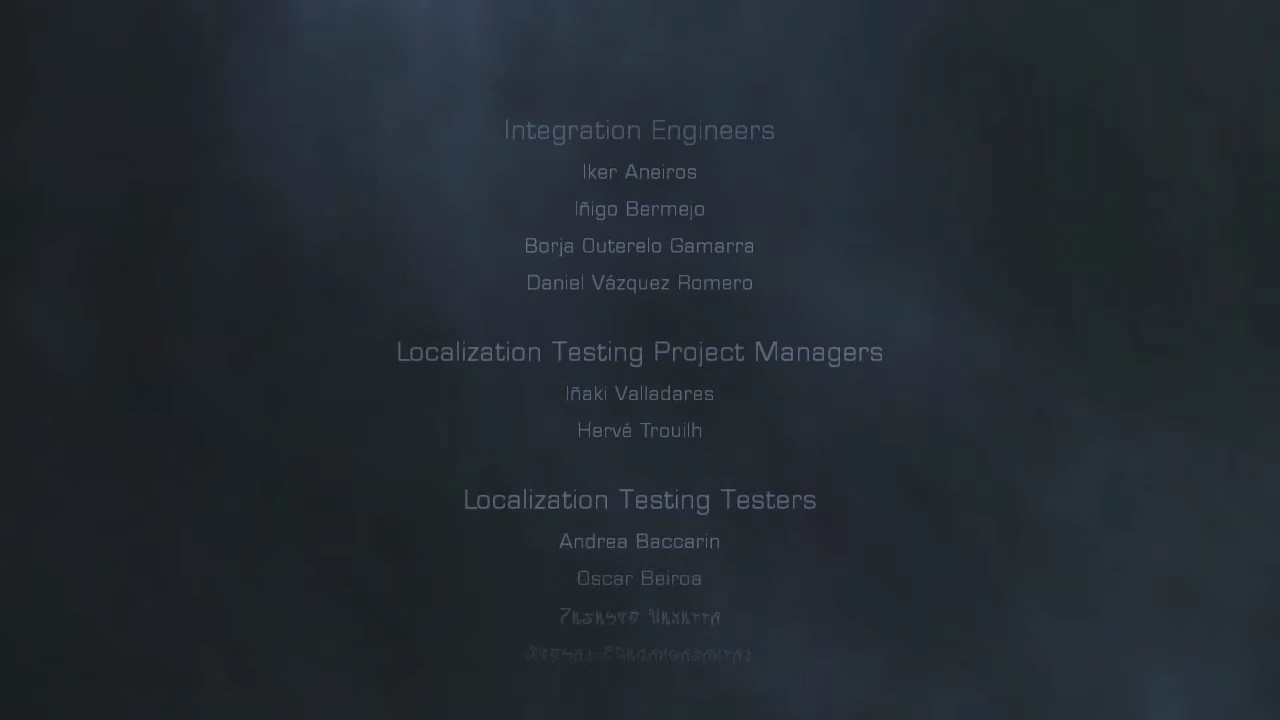 Integration Engineers
Iker Aneiros
Iñigo Bermejo
Borja Outerelo Gamarra
Daniel Vázquez Romero
Localization Testing Project Managers
Iñaki Valladares
Hervé Trouilh
Localization Testing Testers
Andrea Baccarin
Oscar Beiroa